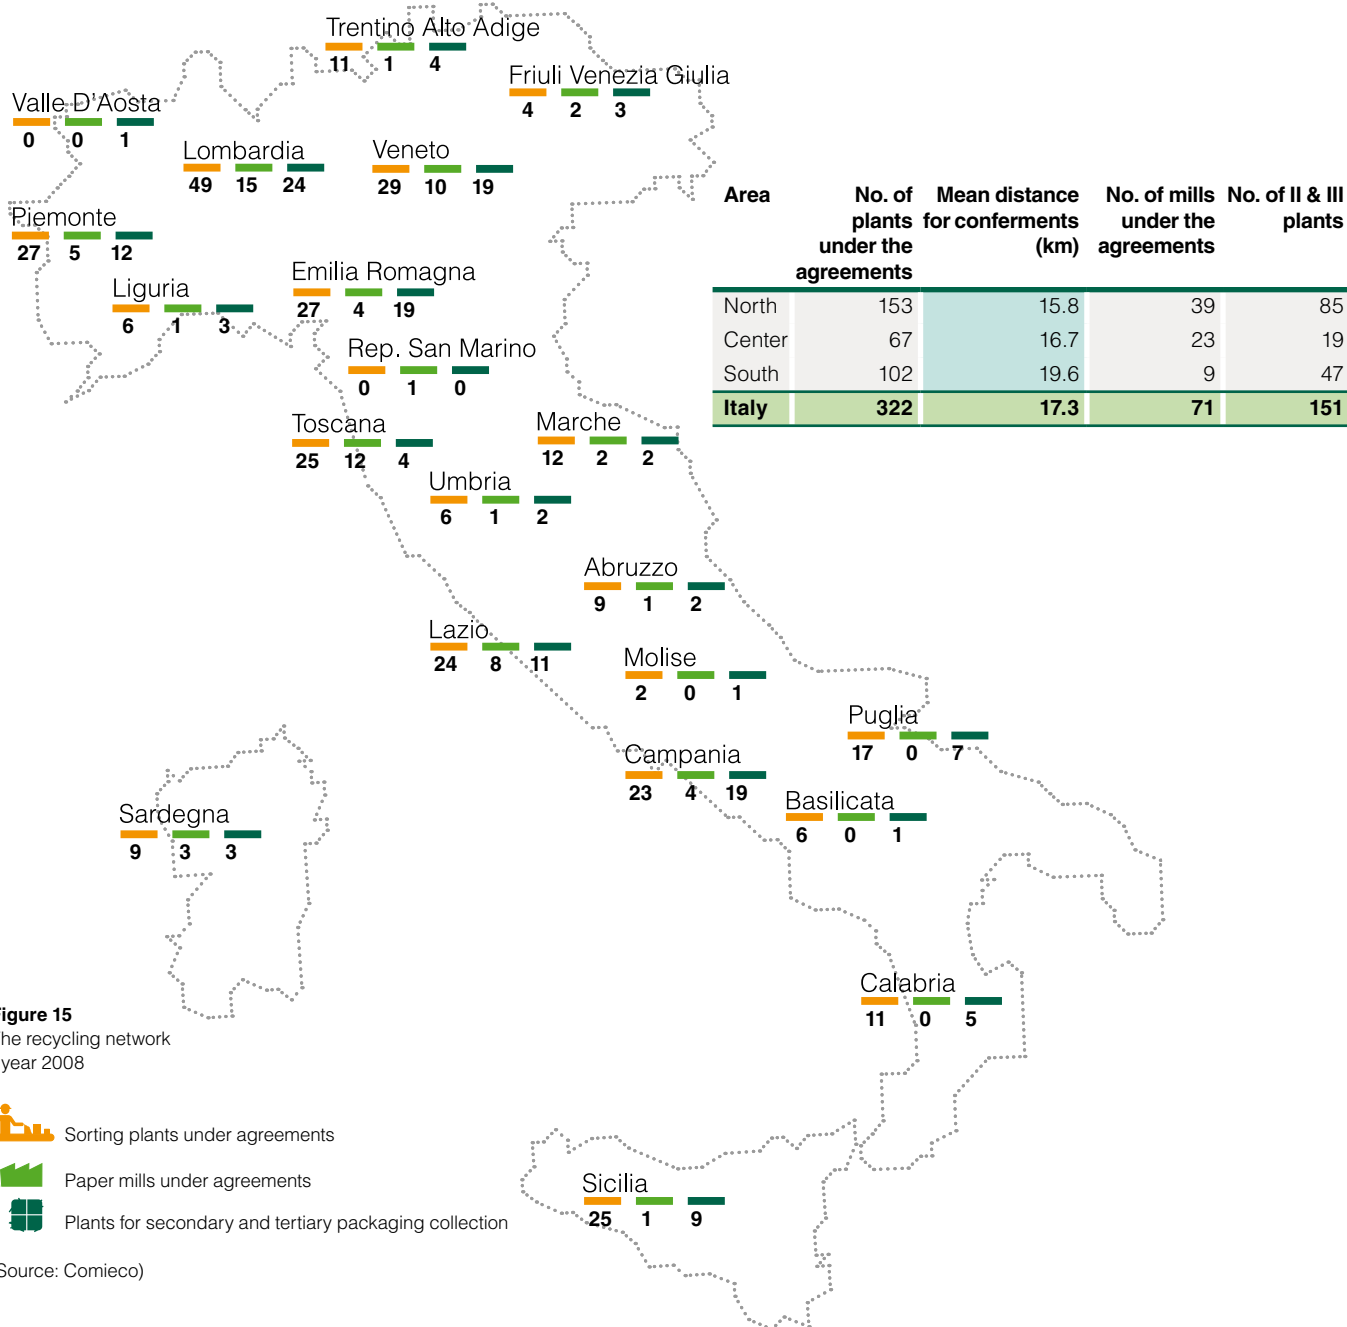 Trentino Alto Adige
11 1 4
Friuli Venezia Giulia
4 2 3
Valle D'Aosta
0 0 1
Lombardia
49 15 24
Veneto
29 10 19
Piemonte
27 5 12
Liguria
6 1 3
Emilia Romagna
27 4 19
Rep. San Marino
0 1 0
Toscana
25 12 4
Marche
12 2 2
Umbria
6 1 2
Abruzzo
9 1 2
Lazio
24 8 11
Molise
2 0 1
Puglia
17 0 7
Campania
23 4 19
Basilicata
6 0 1
Sardegna
9 3 3
Calabria
11 0 5
Sicilia
25 1 9
Area No. of Mean distance No. of mills No. of II & III
plants for conferments under the plants
under the (km) agreements
agreements
North 153 15.8 39 85
Center 67 16.7 23 19
South 102 19.6 9 47
Italy 322 17.3 71 151
igure 15
he recycling network
year 2008
Sorting plants under agreements
Paper mills under agreements
Plants for secondary and tertiary packaging collection
Source: Comieco)